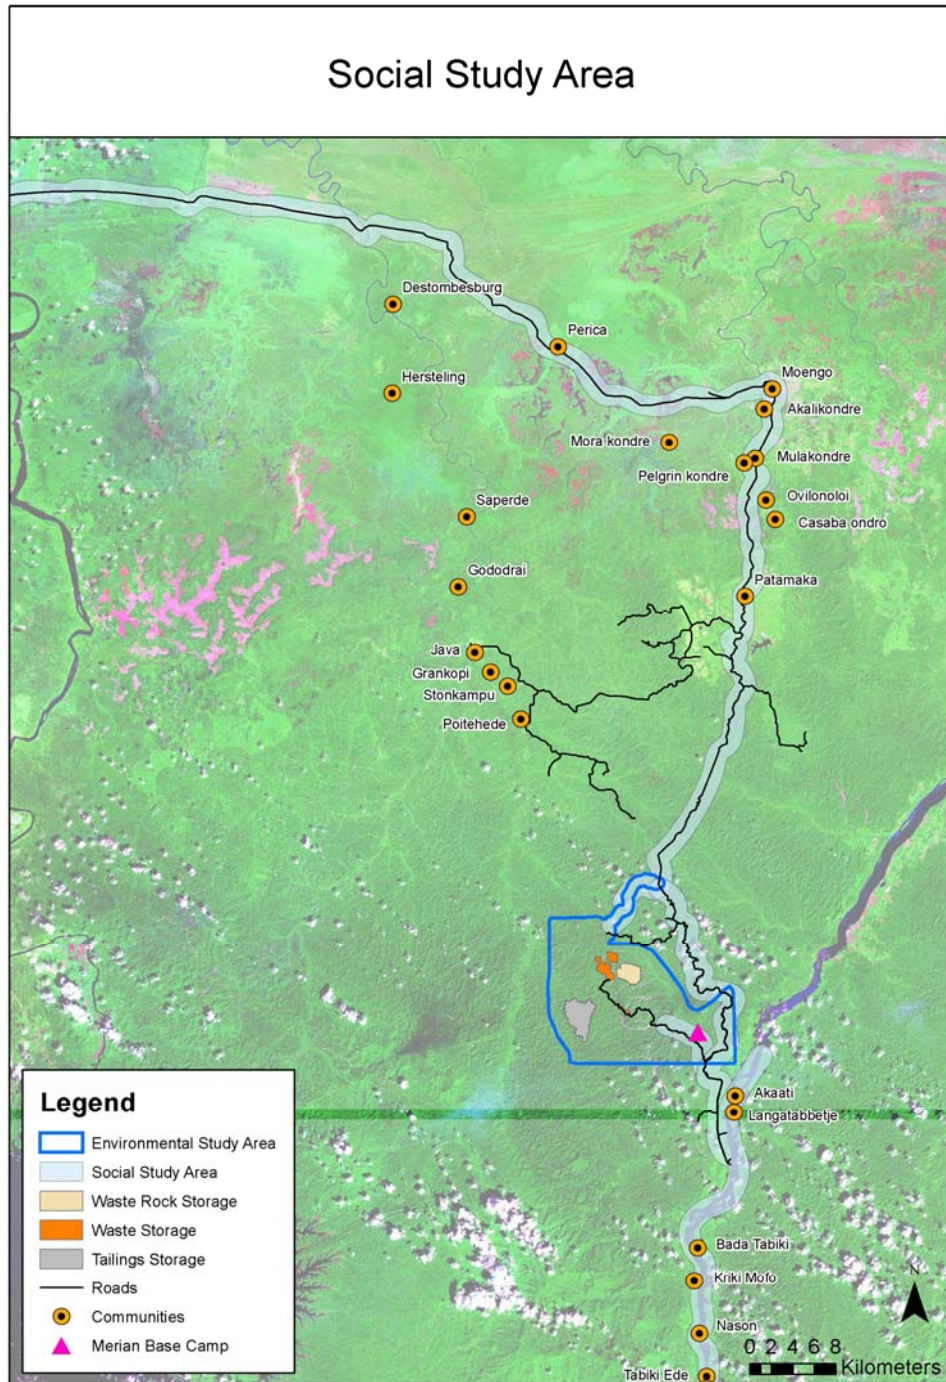 Social Study Area
Destombesburg
Perica
Hersteling
Moengo
Akalikondre
Mora kondre
Mulakondre
Pelgrin kondre
Ovilonoloi
Saperde
Casaba ondro
Gododrai
Patamaka
Java
Grankopi
Stonkampu
Poitehede
Akaati
Langatabbetje
Legend
Environmental Study Area
Social Study Area
Waste Rock Storage
Waste Storage
Tailings Storage
Roads
Communities
Merian Base Camp
Bada Tabiki
Kriki Mofo
Nason
Tabiki Ede
N
0 2 4 6 8
Kilometers